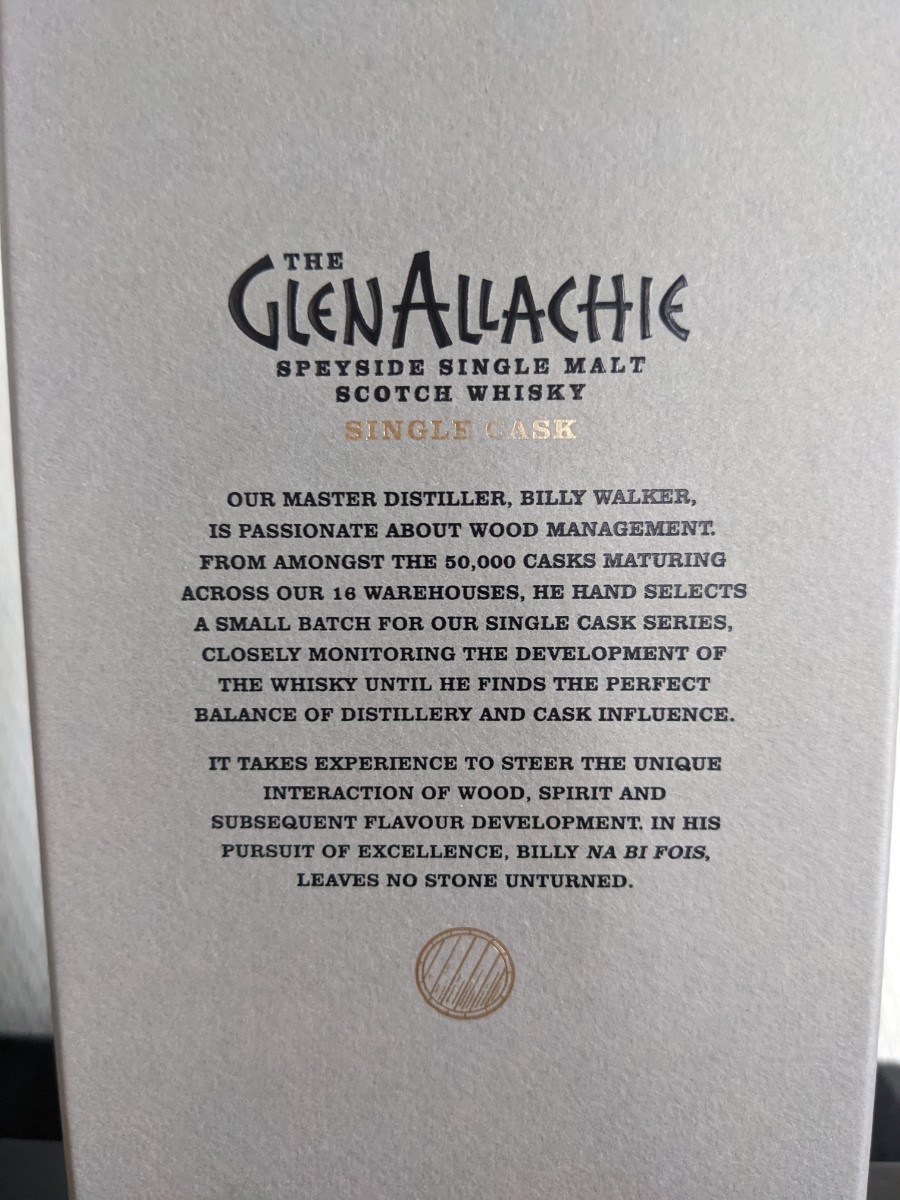 THE
GLENALLACHIE
SPEYSIDE SINGLE MALT
SCOTCH WHISKY
SINGLE CASK
OUR MASTER DISTILLER, BILLY WALKER,
IS PASSIONATE ABOUT WOOD MANAGEMENT.
FROM AMONGST THE 50,000 CASKS MATURING
ACROSS OUR 16 WAREHOUSES, HE HAND SELECTS
A SMALL BATCH FOR OUR SINGLE CASK SERIES,
CLOSELY MONITORING THE DEVELOPMENT OF
THE WHISKY UNTIL HE FINDS THE PERFECT
BALANCE OF DISTILLERY AND CASK INFLUENCE.
IT TAKES EXPERIENCE TO STEER THE UNIQUE
INTERACTION OF WOOD, SPIRIT AND
SUBSEQUENT FLAVOUR DEVELOPMENT. IN HIS
PURSUIT OF EXCELLENCE, BILLY NA BI FOIS,
LEAVES NO STONE UNTURNED.